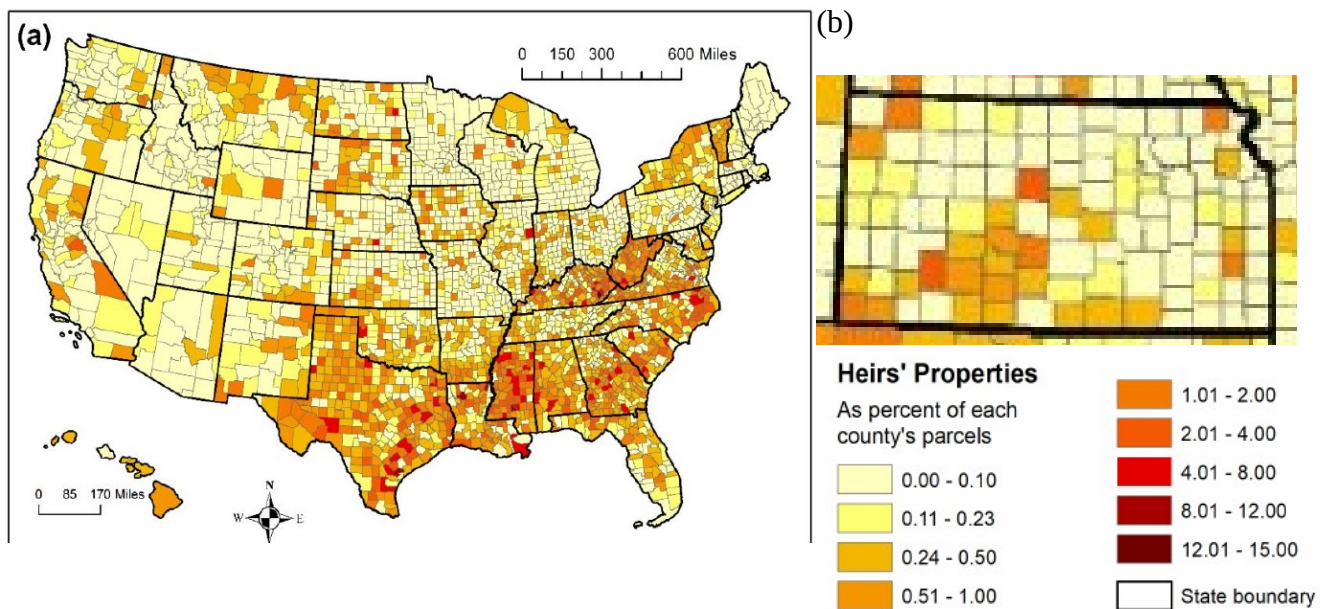 (a)
0 150 300 600 Miles
(b)
0 85 170 Miles
N
W E
S
Heirs' Properties
As percent of each
county's parcels
0.00 - 0.10
0.11 - 0.23
0.24 - 0.50
0.51 - 1.00
1.01 - 2.00
2.01 - 4.00
4.01 - 8.00
8.01 - 12.00
12.01 - 15.00
State boundary